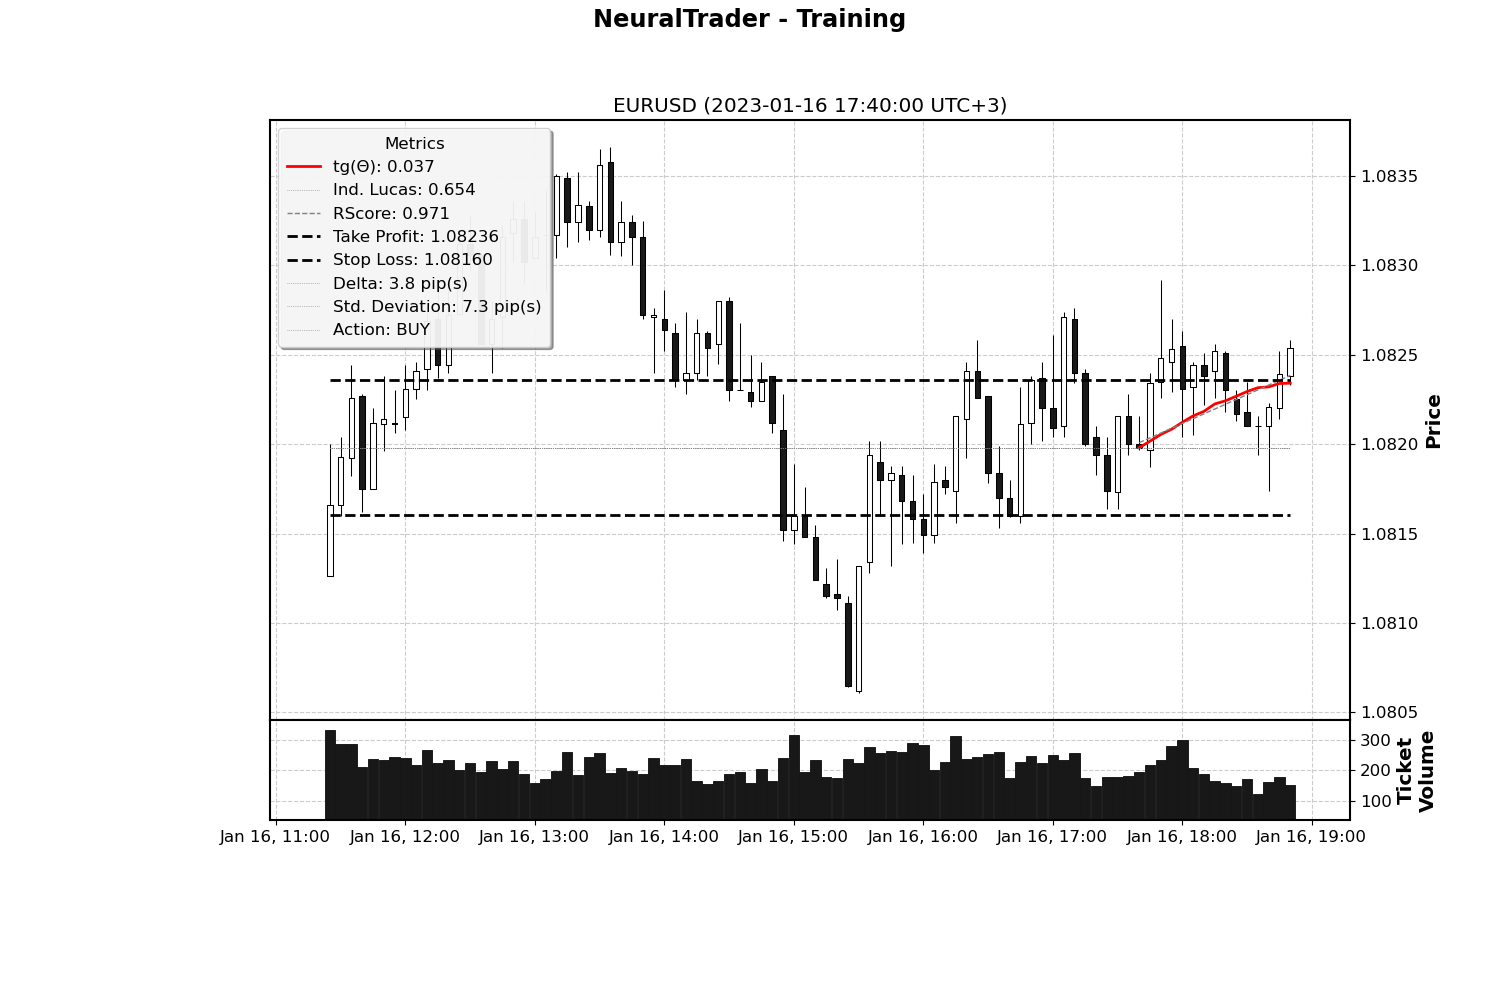 NeuralTrader - Training
EURUSD (2023-01-16 17:40:00 UTC+3)
Metrics
tg(Θ): 0.037
Ind. Lucas: 0.654
RScore: 0.971
Take Profit: 1.08236
Stop Loss: 1.08160
Delta: 3.8 pip(s)
Std. Deviation: 7.3 pip(s)
Action: BUY
1.0835
1.0830
1.0825
1.0820
1.0815
1.0810
1.0805
Price
300
200
100
Ticket
Volume
Jan 16, 11:00
Jan 16, 12:00
Jan 16, 13:00
Jan 16, 14:00
Jan 16, 15:00
Jan 16, 16:00
Jan 16, 17:00
Jan 16, 18:00
Jan 16, 19:00